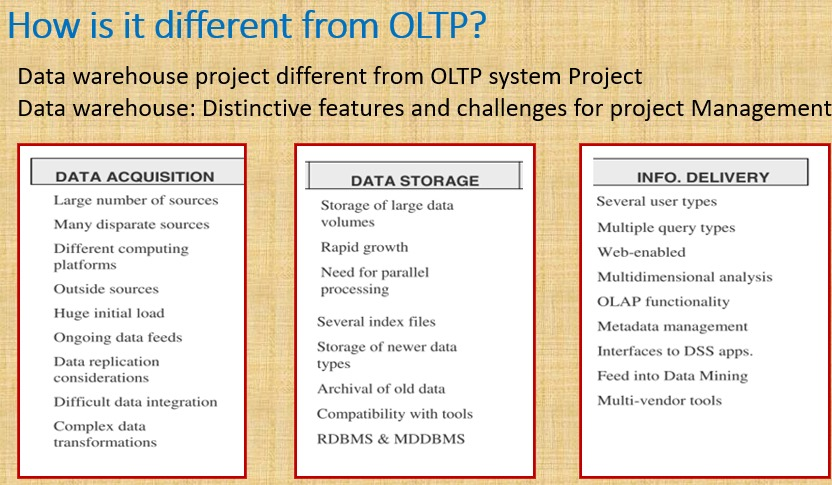 How is it different from OLTP?
Data warehouse project different from OLTP system Project
Data warehouse: Distinctive features and challenges for project Management
DATA ACQUISITION
Large number of sources
Many disparate sources
Different computing
platforms
Outside sources
Huge initial load
Ongoing data feeds
Data replication
considerations
Difficult data integration
Complex data
transformations
DATA STORAGE
Storage of large data
volumes
Rapid growth
Need for parallel
processing
Several index files
Storage of newer data
types
Archival of old data
Compatibility with tools
RDBMS & MDDBMS
INFO. DELIVERY
Several user types
Multiple query types
Web-enabled
Multidimensional analysis
OLAP functionality
Metadata management
Interfaces to DSS apps.
Feed into Data Mining
Multi-vendor tools